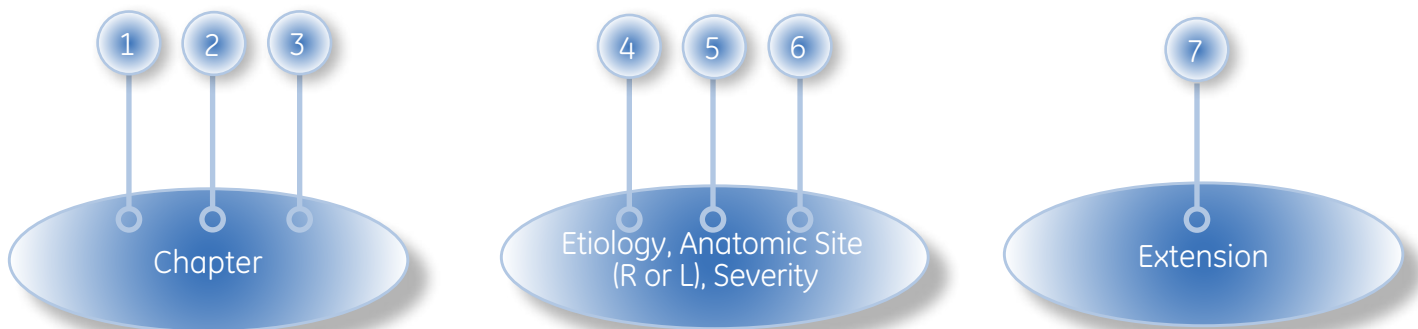 1 2 3 4 5 6 7
Chapter
Etiology, Anatomic Site
(R or L), Severity
Extension